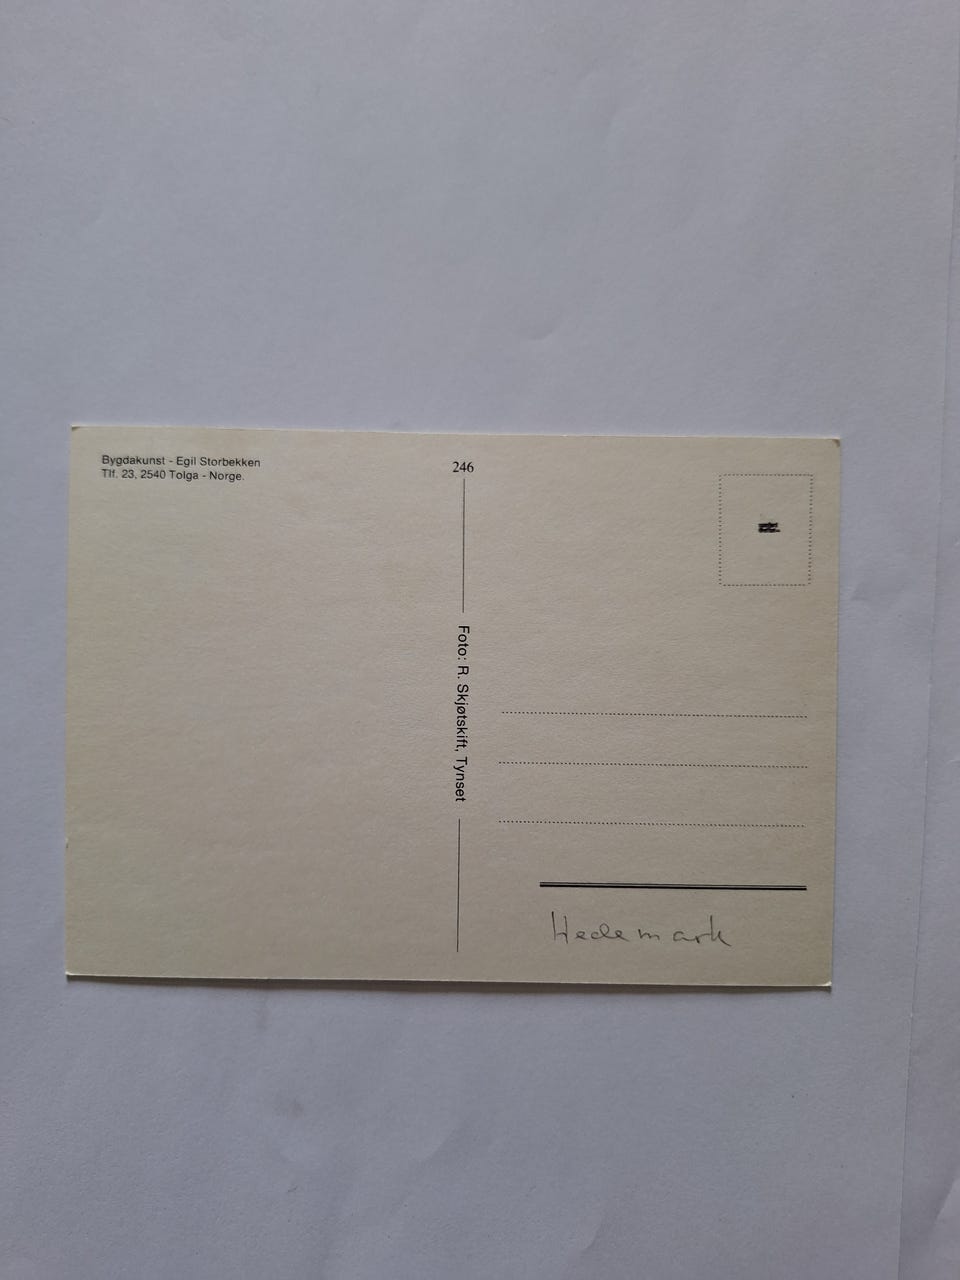 Bygdakunst - Egil Storbekken
Tlf. 23, 2540 Tolga - Norge.
246
Foto: R. Skjøtskift, Tynset
Hedemark